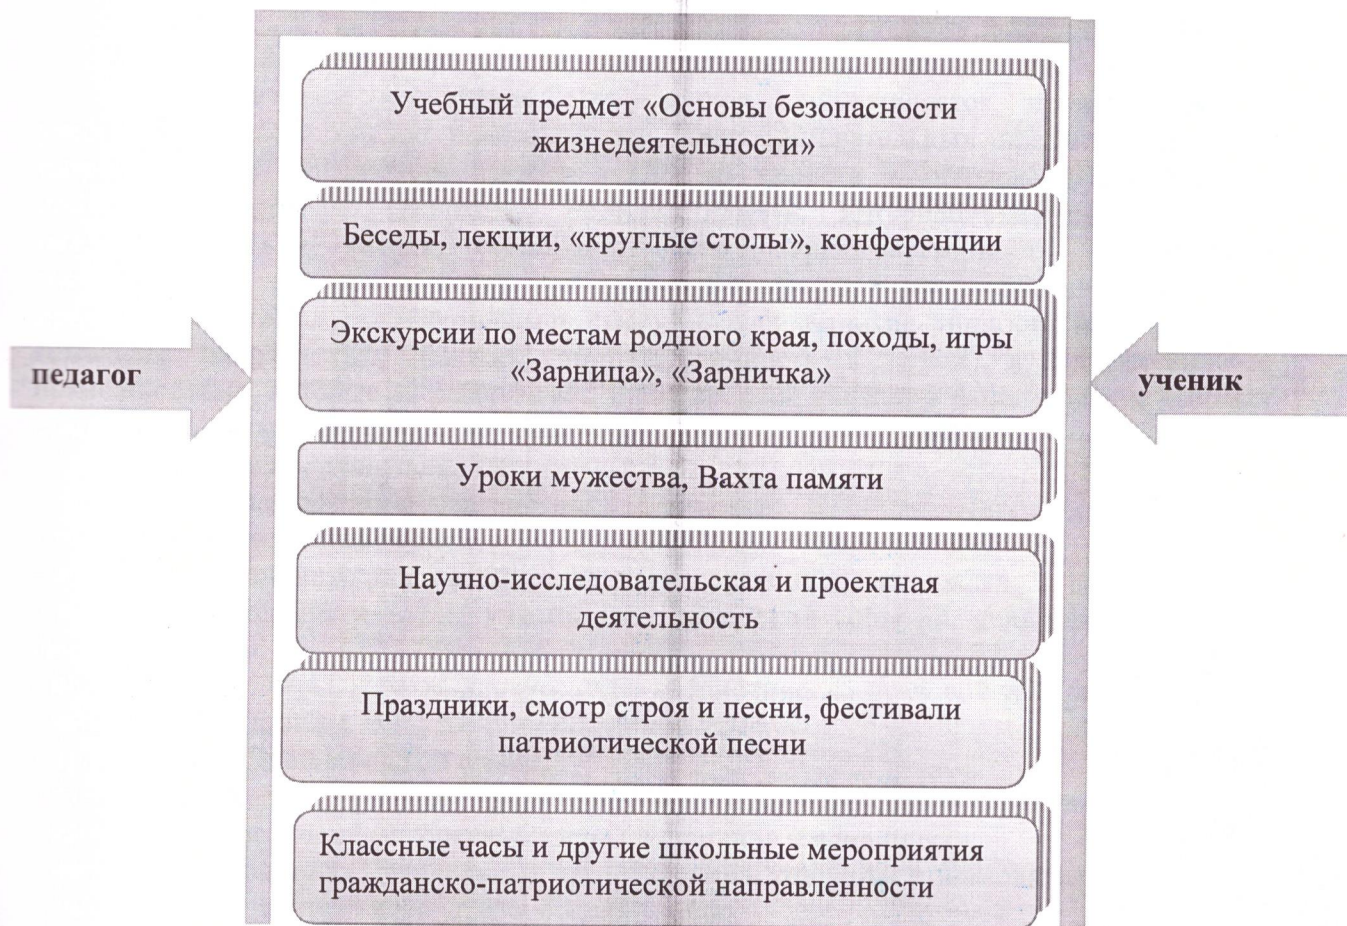 Учебный предмет «Основы безопасности
жизнедеятельности»
Беседы, лекции, «круглые столы», конференции
Экскурсии по местам родного края, походы, игры
«Зарница», «Зарничка»
педагог
ученик
Уроки мужества, Вахта памяти
Научно-исследовательская и проектная
деятельность
Праздники, смотр строя и песни, фестивали
патриотической песни
Классные часы и другие школьные мероприятия
гражданско-патриотической направленности